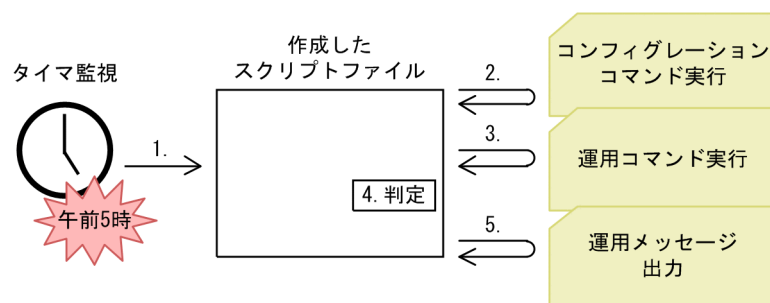 タイマ監視
午前5時
1.
作成した
スクリプトファイル
4.判定
2.
コンフィグレーション
コマンド実行
3.
運用コマンド実行
5.
運用メッセージ
出力